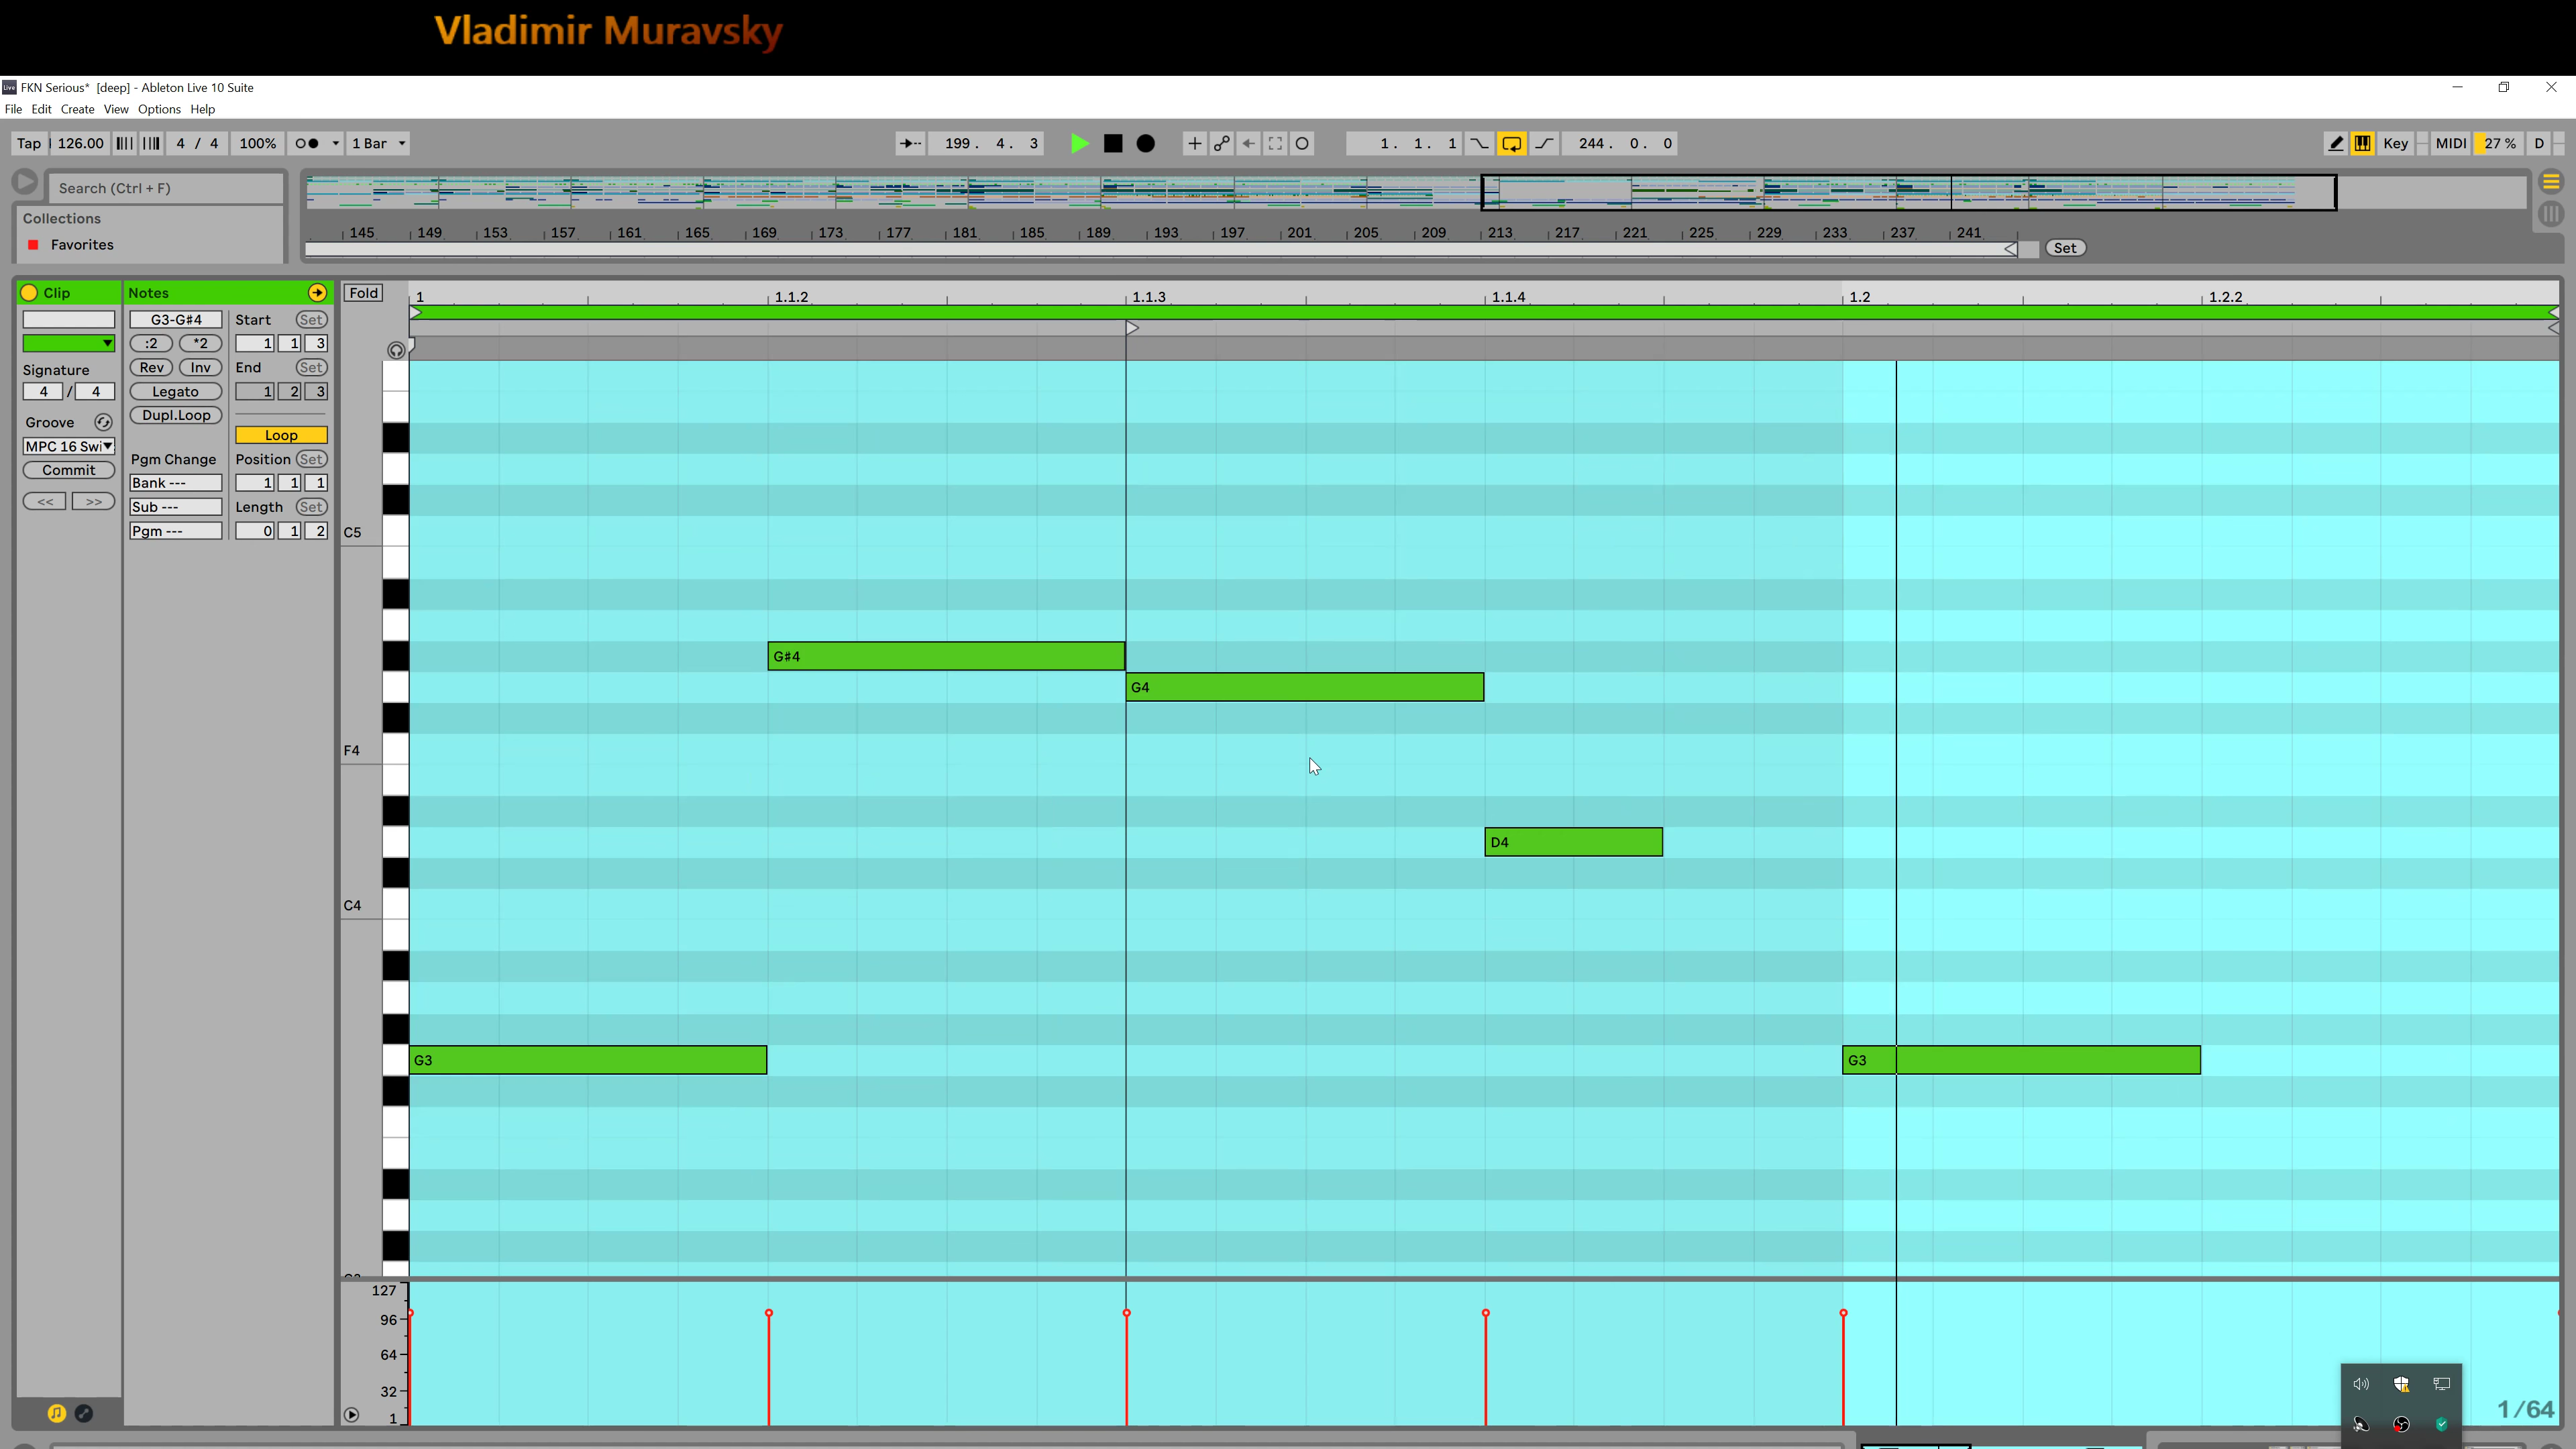 Vladimir Muravsky
FKN Serious* [deep] - Ableton Live 10 Suite
File Edit Create View Options Help
Tap 126.00 4 / 4 100% 1 Bar 199. 4. 3 1. 1. 1 244. 0. 0 Key MIDI 27 % D
Search (Ctrl + F)
Collections
Favorites
145 149 153 157 161 165 169 173 177 181 185 189 193 197 201 205 209 213 217 221 225 229 233 237 241
Set
Clip Notes Fold 1 1.1.2 1.1.3 1.1.4 1.2 1.2.2
G3-G#4 Start Set
:2 *2 1 1 3
Signature Rev Inv End Set
4 / 4 Legato 1 2 3
Dupl.Loop
Groove Loop
MPC 16 Swi
Commit Pgm Change Position Set
Bank --- 1 1 1
<< >> Sub --- Length Set
Pgm --- 0 1 2
C5
G#4
G4
F4
D4
C4
G3 G3
127
96
64
32
1
1/64